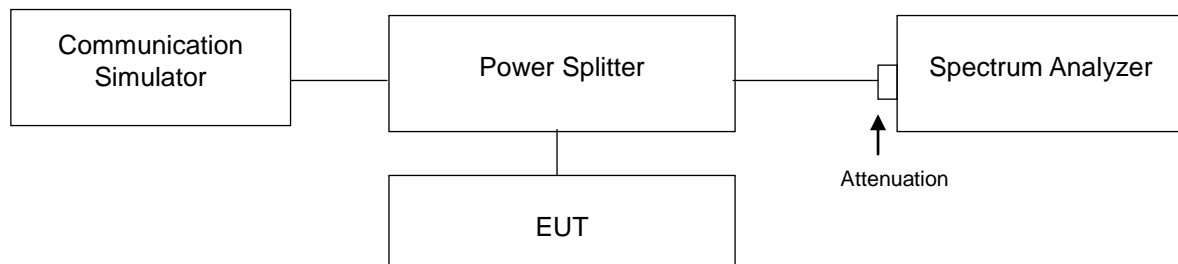 Communication
Simulator
Power Splitter
Spectrum Analyzer
Attenuation
EUT